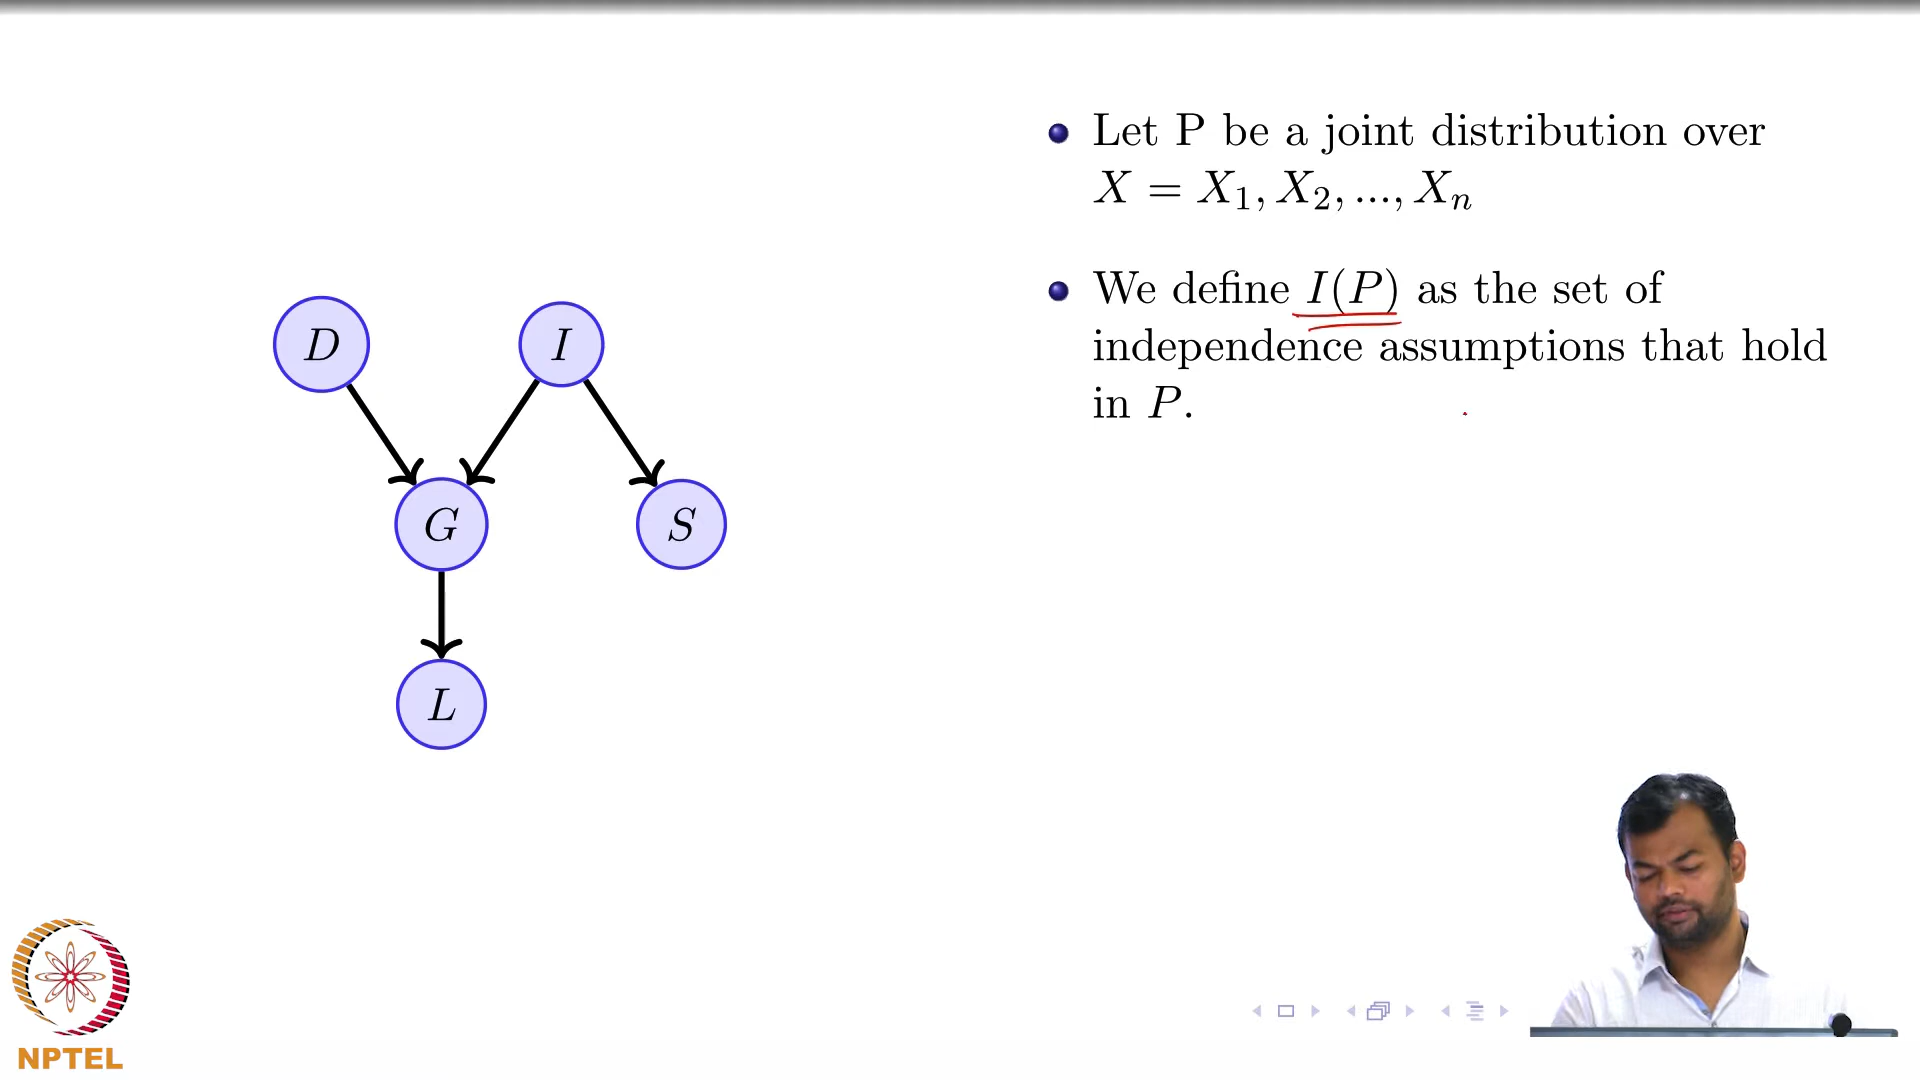 Let P be a joint distribution over
X = X₁, X₂, ..., Xₙ
We define I(P) as the set of
independence assumptions that hold
in P.
D
I
G
S
L
NPTEL